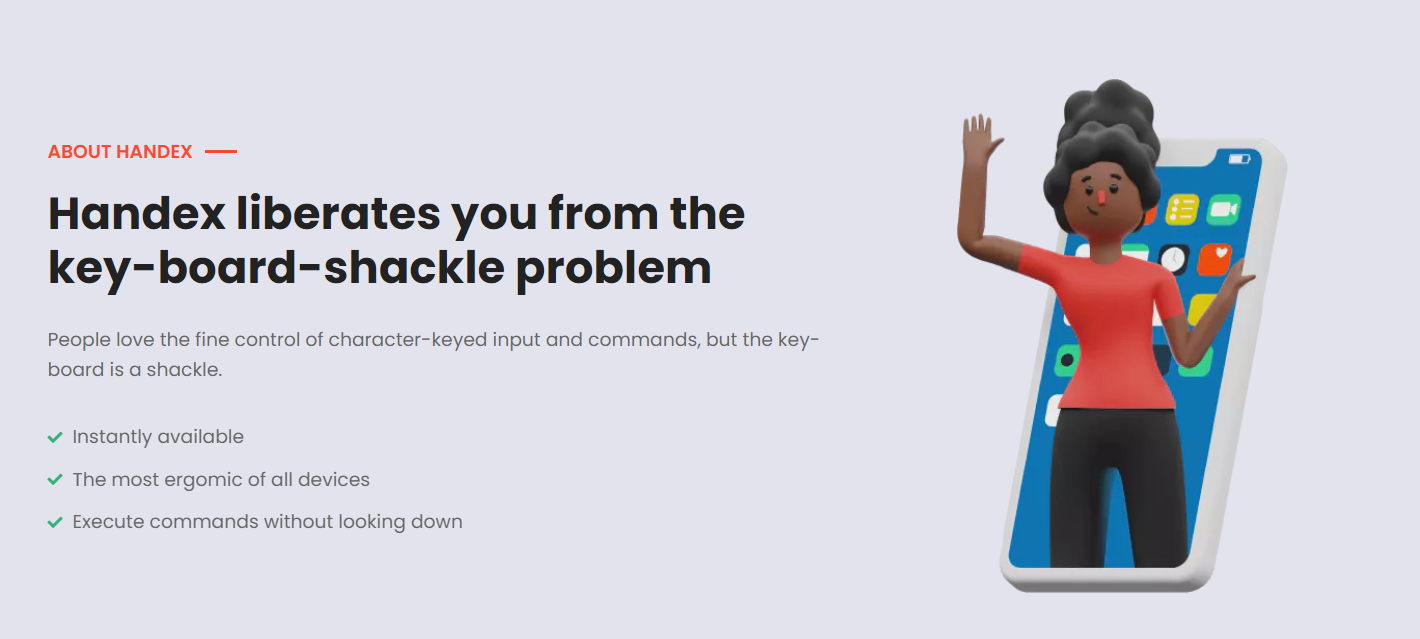 ABOUT HANDEX
Handex liberates you from the
key-board-shackle problem
People love the fine control of character-keyed input and commands, but the key-
board is a shackle.
Instantly available
The most ergomic of all devices
Execute commands without looking down